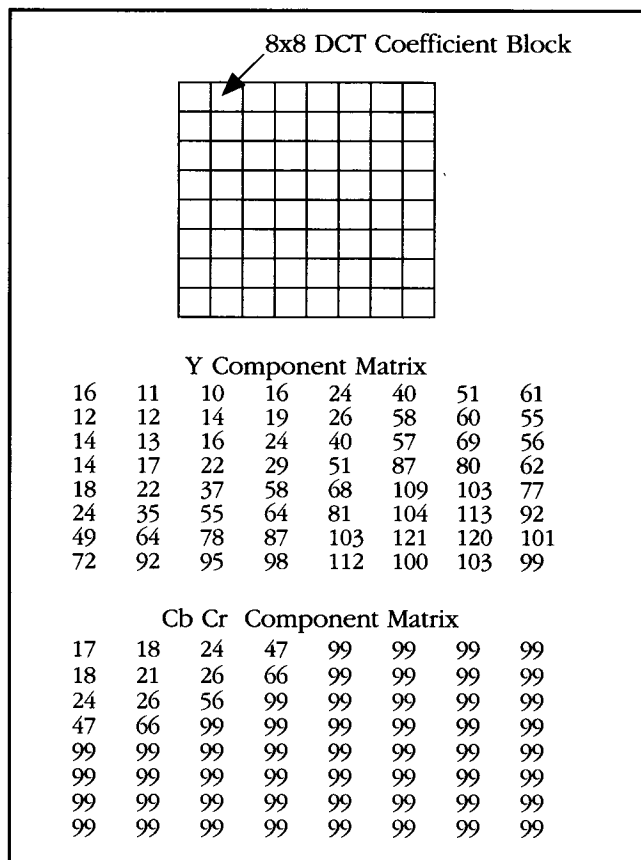 8x8 DCT Coefficient Block
Y Component Matrix
16 11 10 16 24 40 51 61
12 12 14 19 26 58 60 55
14 13 16 24 40 57 69 56
14 17 22 29 51 87 80 62
18 22 37 58 68 109 103 77
24 35 55 64 81 104 113 92
49 64 78 87 103 121 120 101
72 92 95 98 112 100 103 99
Cb Cr Component Matrix
17 18 24 47 99 99 99 99
18 21 26 66 99 99 99 99
24 26 56 99 99 99 99 99
47 66 99 99 99 99 99 99
99 99 99 99 99 99 99 99
99 99 99 99 99 99 99 99
99 99 99 99 99 99 99 99
99 99 99 99 99 99 99 99